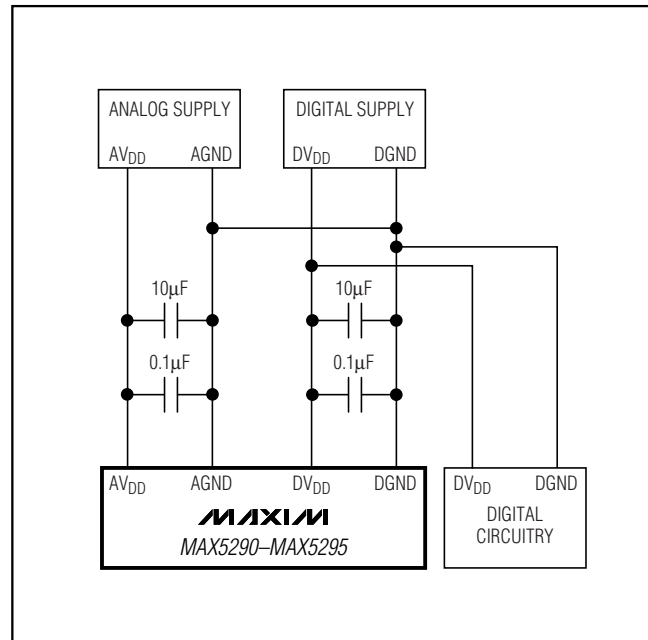 ANALOG SUPPLY
AVDD AGND
DIGITAL SUPPLY
DVDD DGND
10μF
10μF
0.1μF
0.1μF
AVDD AGND DVDD DGND
MAXIM
MAX5290–MAX5295
DVDD DGND
DIGITAL
CIRCUITRY